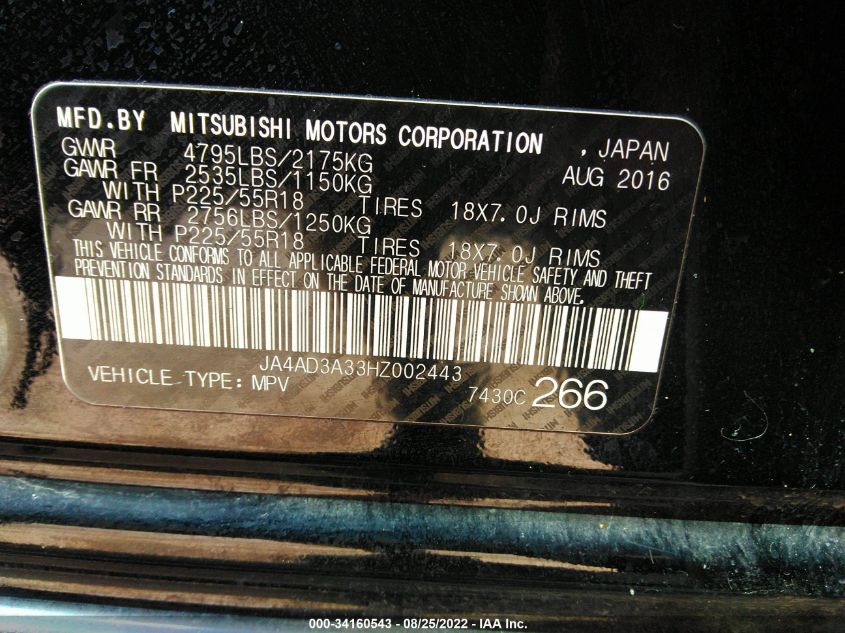 MFD.BY MITSUBISHI MOTORS CORPORATION , JAPAN
GVWR 4795LBS/2175KG AUG 2016
GAWR FR 2535LBS/1150KG
WITH P225/55R18 TIRES 18X7.0J RIMS
GAWR RR 2756LBS/1250KG
WITH P225/55R18 TIRES 18X7.0J RIMS
THIS VEHICLE CONFORMS TO ALL APPLICABLE FEDERAL MOTOR VEHICLE SAFETY AND THEFT
PREVENTION STANDARDS IN EFFECT ON THE DATE OF MANUFACTURE SHOWN ABOVE.
JA4AD3A33HZ002443
VEHICLE TYPE: MPV 7430C 266
000-34160543 - 08/25/2022 - IAA Inc.